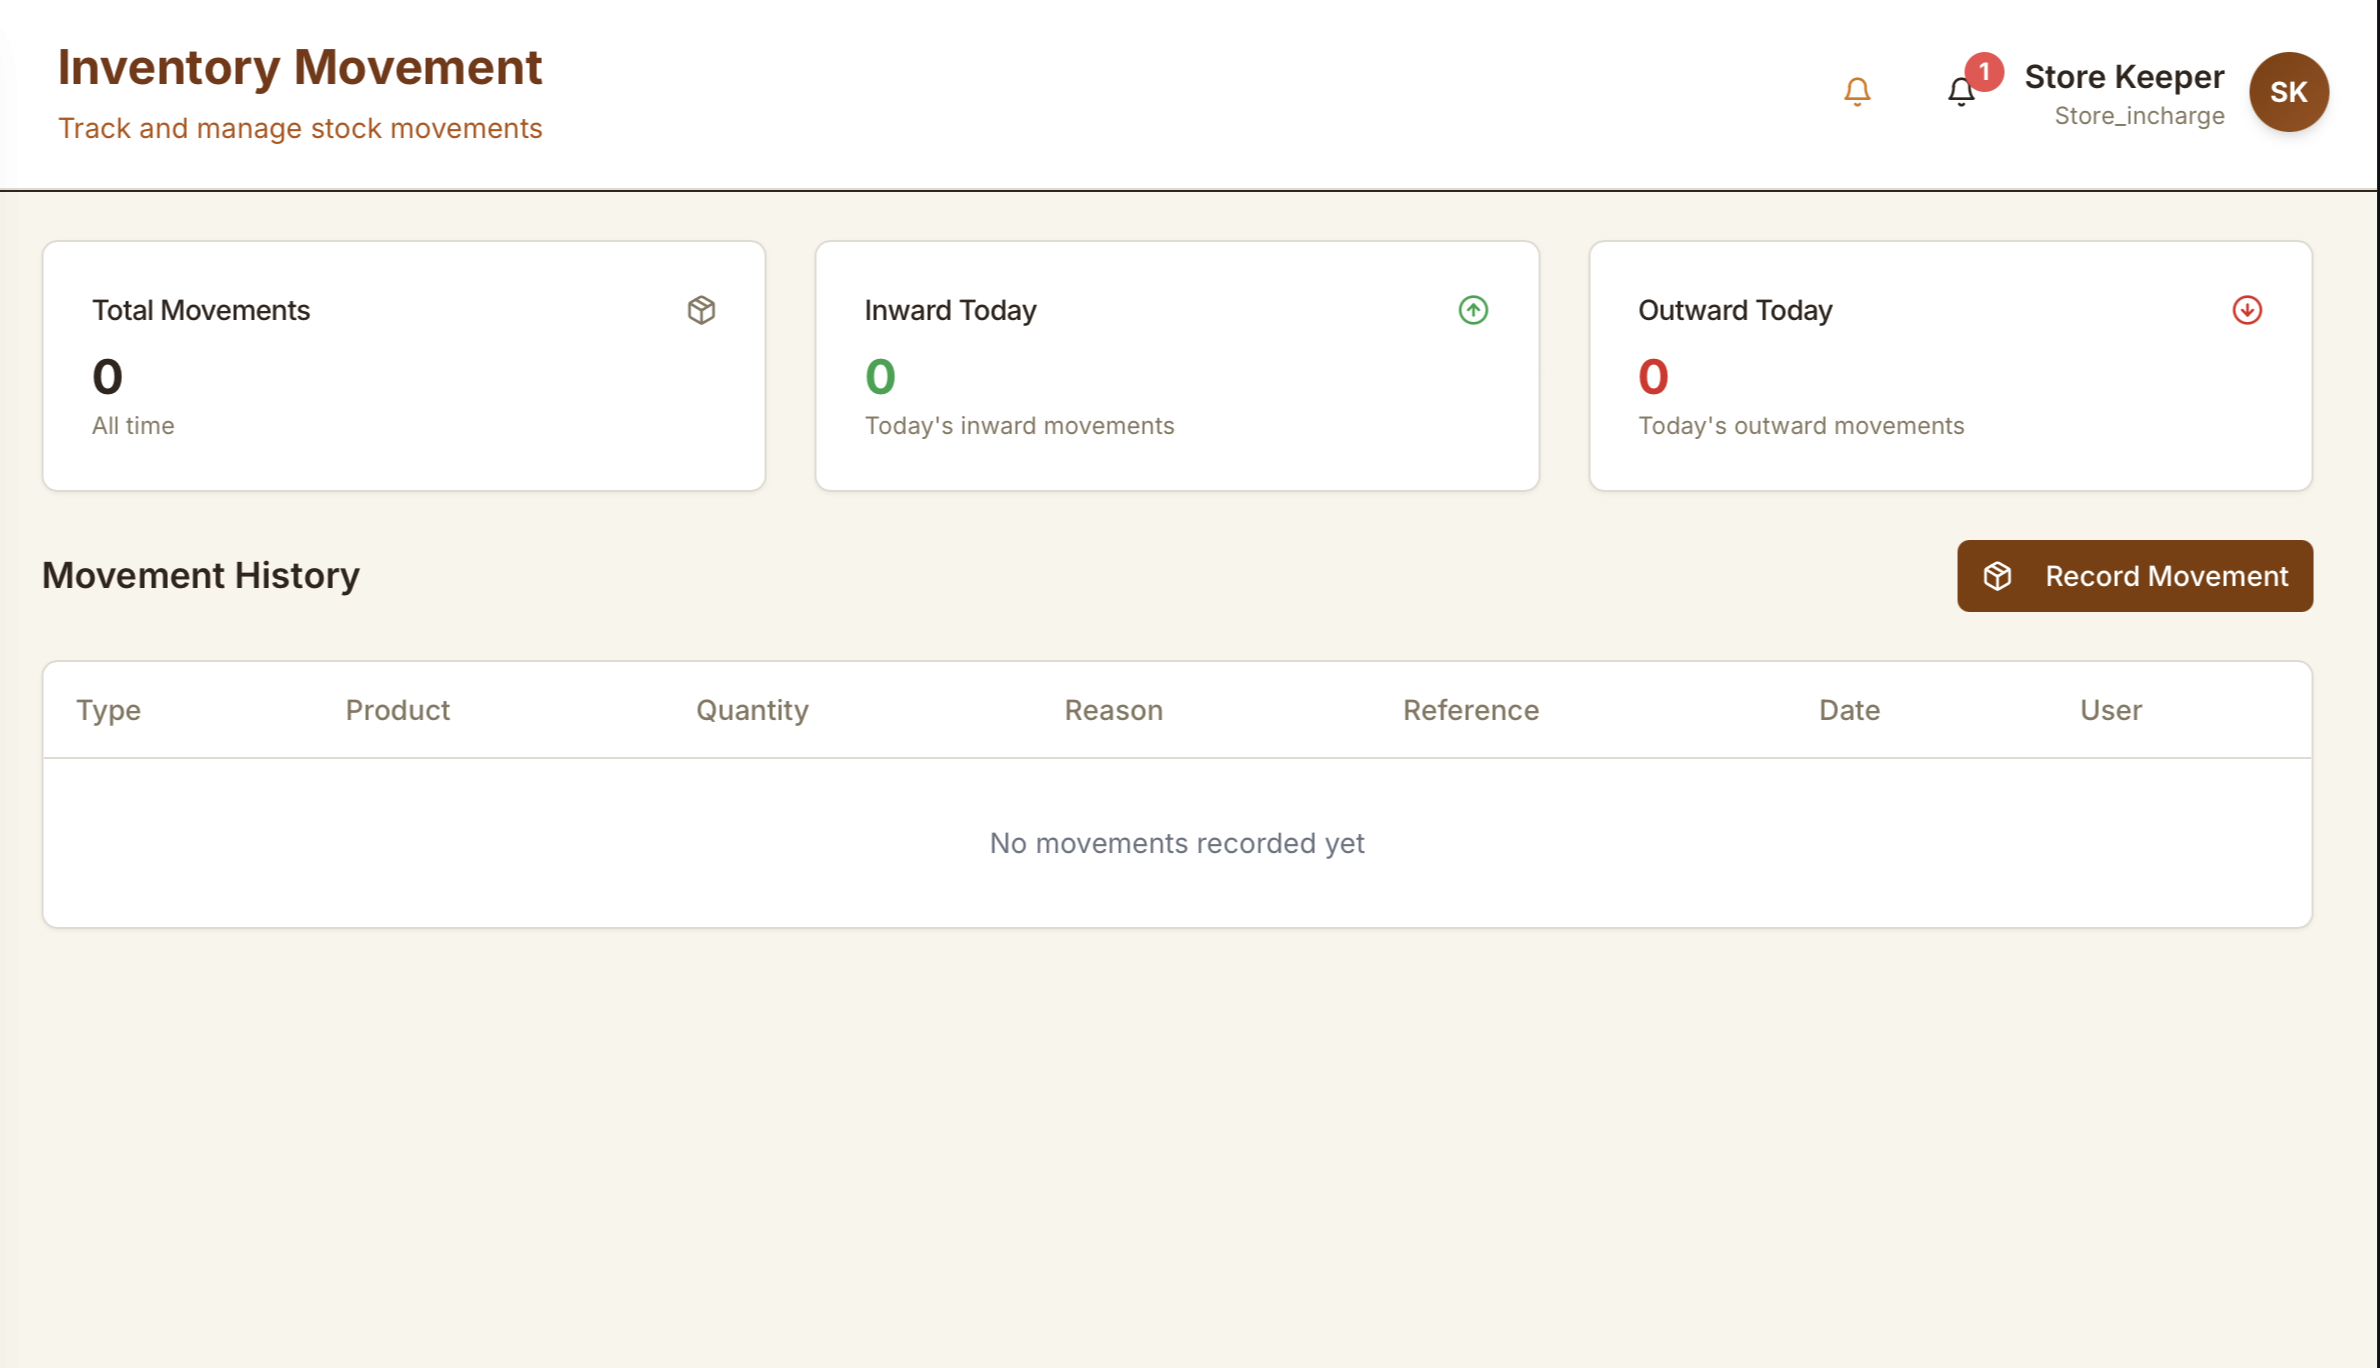 Inventory Movement
Track and manage stock movements
1
Store Keeper
Store_incharge
SK
Total Movements
0
All time
Inward Today
0
Today's inward movements
Outward Today
0
Today's outward movements
Movement History
Record Movement
Type Product Quantity Reason Reference Date User
No movements recorded yet